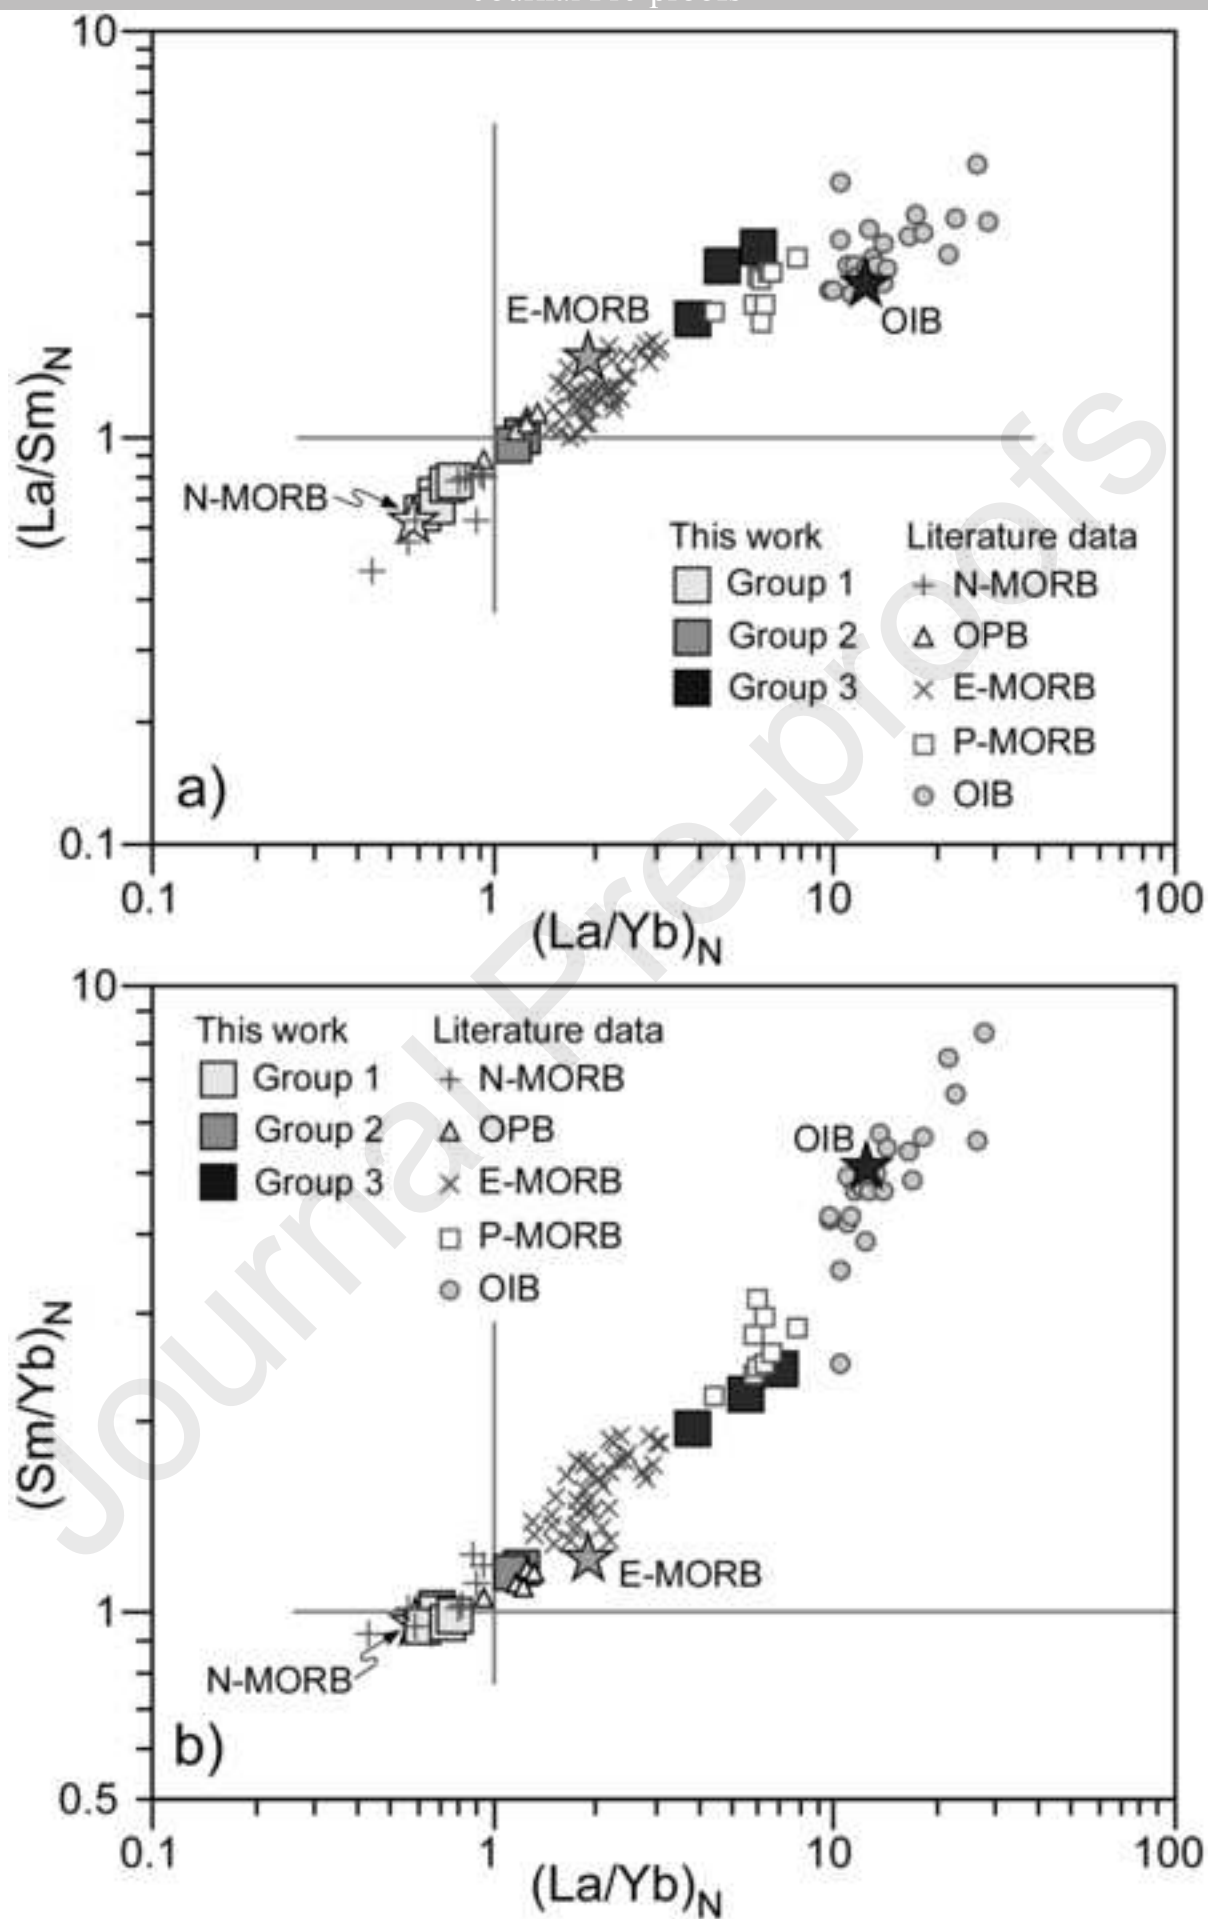 Journal Pre-proofs
10
E-MORB
OIB
(La/Sm)N
1
N-MORB
This work Literature data
Group 1 N-MORB
Group 2 OPB
Group 3 E-MORB
P-MORB
OIB
a)
0.1
0.1 1 10 100
(La/Yb)N
10
This work Literature data
Group 1 N-MORB
Group 2 OPB
Group 3 E-MORB
P-MORB
OIB
OIB
(Sm/Yb)N
E-MORB
1
N-MORB
b)
0.5
0.1 1 10 100
(La/Yb)N
Journal Pre-proofs